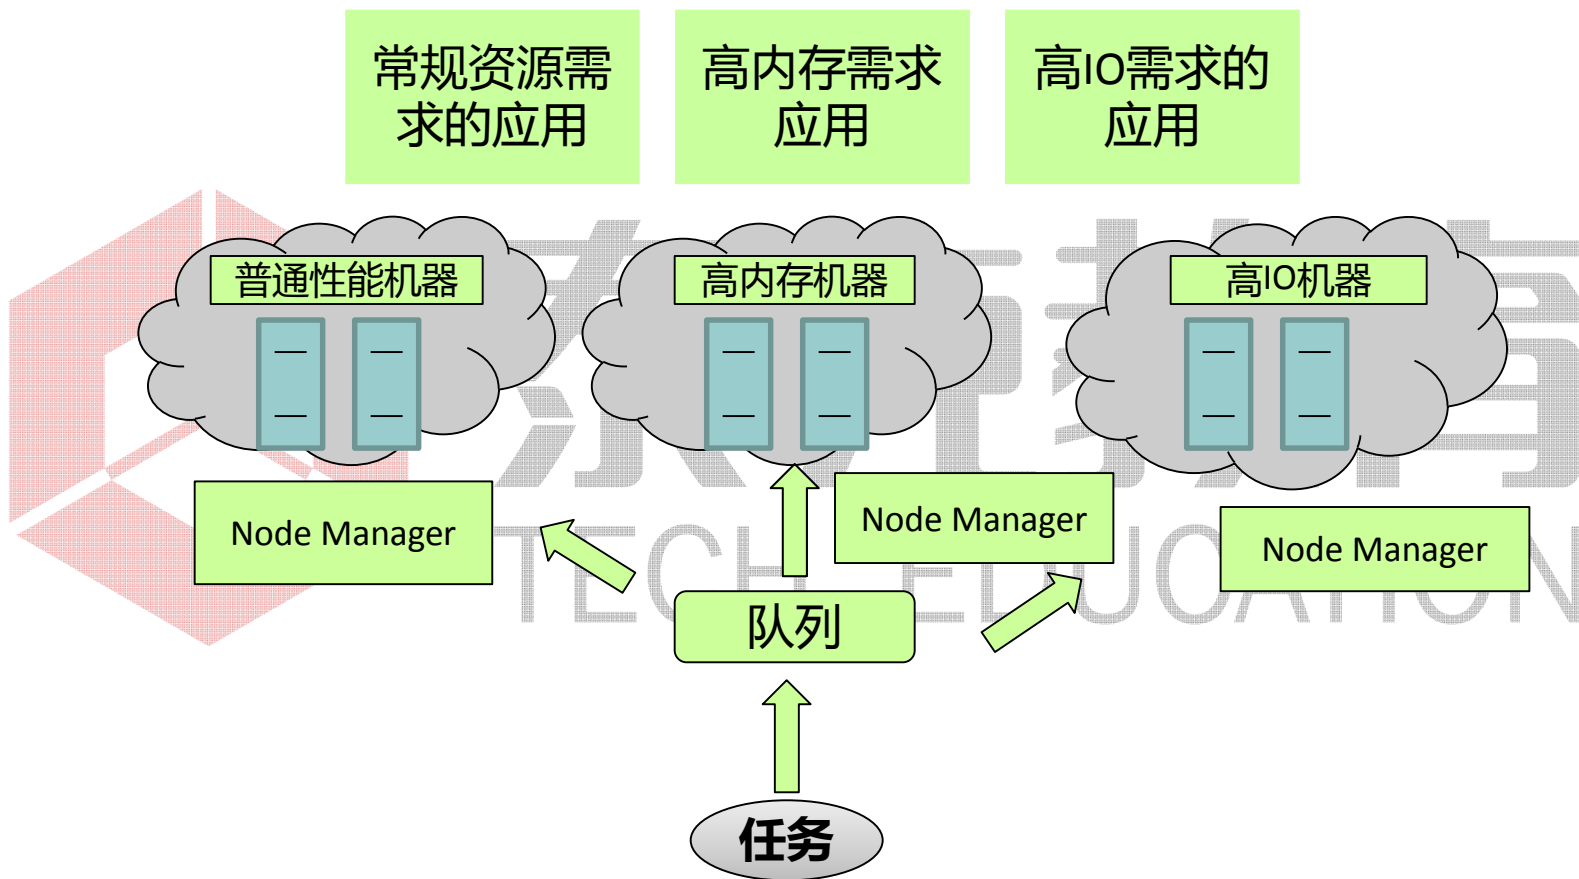 常规资源需
求的应用
高内存需求
应用
高IO需求的
应用
普通性能机器
高内存机器
高IO机器
Node Manager
Node Manager
Node Manager
队列
任务
TECH EDUCATION